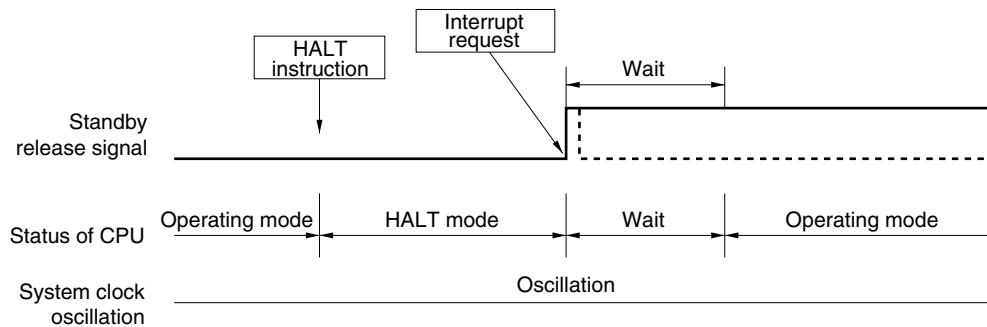 Interrupt
request
HALT
instruction
Wait
Standby
release signal
Operating mode
HALT mode
Wait
Operating mode
Status of CPU
Oscillation
System clock
oscillation